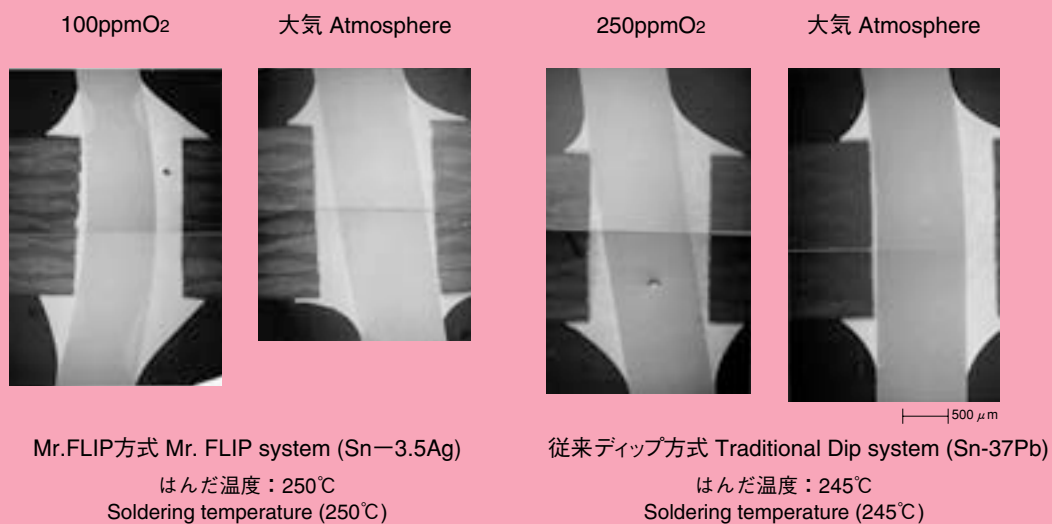 100ppmO2
大気 Atmosphere
250ppmO2
大気 Atmosphere
500 μm
Mr.FLIP方式 Mr. FLIP system (Sn－3.5Ag)
はんだ温度：250℃
Soldering temperature (250℃)
従来ディップ方式 Traditional Dip system (Sn-37Pb)
はんだ温度：245℃
Soldering temperature (245℃)